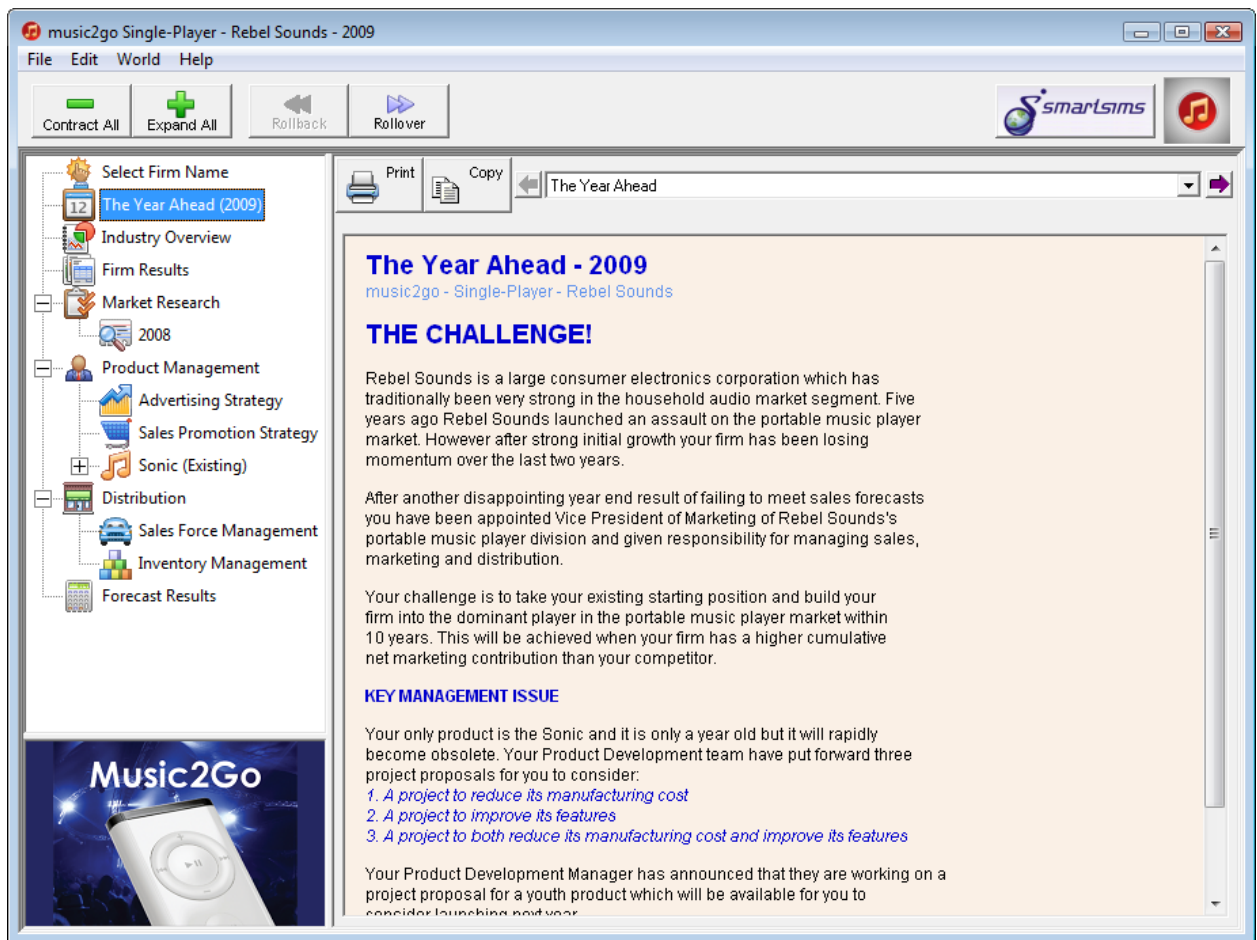 music2go Single-Player - Rebel Sounds - 2009
File Edit World Help
Contract All Expand All Rollback Rollover
smartsims
Select Firm Name
12 The Year Ahead (2009)
Industry Overview
Firm Results
Market Research
2008
Product Management
Advertising Strategy
Sales Promotion Strategy
Sonic (Existing)
Distribution
Sales Force Management
Inventory Management
Forecast Results
Music2Go
Print Copy The Year Ahead
The Year Ahead - 2009
music2go - Single-Player - Rebel Sounds
THE CHALLENGE!
Rebel Sounds is a large consumer electronics corporation which has
traditionally been very strong in the household audio market segment. Five
years ago Rebel Sounds launched an assault on the portable music player
market. However after strong initial growth your firm has been losing
momentum over the last two years.
After another disappointing year end result of failing to meet sales forecasts
you have been appointed Vice President of Marketing of Rebel Sounds's
portable music player division and given responsibility for managing sales,
marketing and distribution.
Your challenge is to take your existing starting position and build your
firm into the dominant player in the portable music player market within
10 years. This will be achieved when your firm has a higher cumulative
net marketing contribution than your competitor.
KEY MANAGEMENT ISSUE
Your only product is the Sonic and it is only a year old but it will rapidly
become obsolete. Your Product Development team have put forward three
project proposals for you to consider:
1. A project to reduce its manufacturing cost
2. A project to improve its features
3. A project to both reduce its manufacturing cost and improve its features
Your Product Development Manager has announced that they are working on a
project proposal for a youth product which will be available for you to
consider launching next year